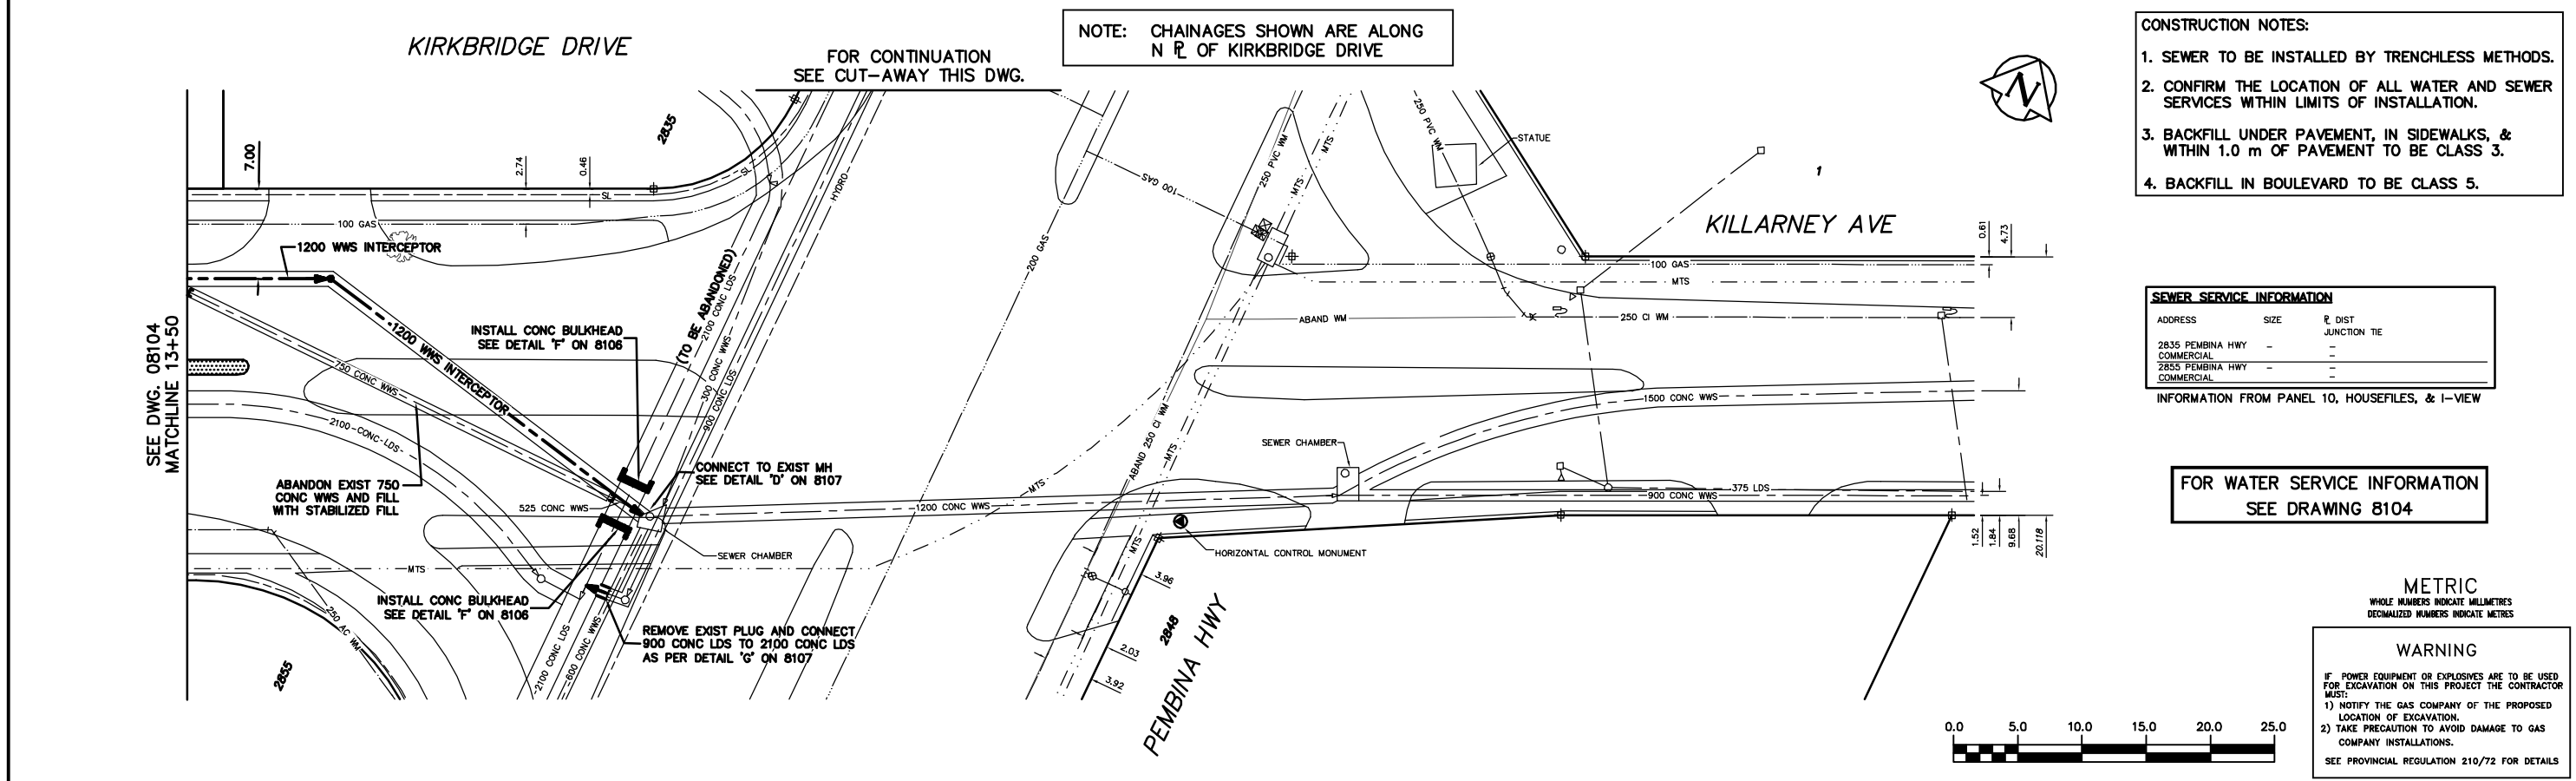 KIRKBRIDGE DRIVE
FOR CONTINUATION
SEE CUT-AWAY THIS DWG.
NOTE: CHAINAGES SHOWN ARE ALONG
N ⅊ OF KIRKBRIDGE DRIVE
N
CONSTRUCTION NOTES:
1. SEWER TO BE INSTALLED BY TRENCHLESS METHODS.
2. CONFIRM THE LOCATION OF ALL WATER AND SEWER
SERVICES WITHIN LIMITS OF INSTALLATION.
3. BACKFILL UNDER PAVEMENT, IN SIDEWALKS, &
WITHIN 1.0 m OF PAVEMENT TO BE CLASS 3.
4. BACKFILL IN BOULEVARD TO BE CLASS 5.
7.00
2.74
0.46
2835
SL
SL
100 GAS
1200 WWS INTERCEPTOR
1200 WWS INTERCEPTOR
SEE DWG. 08104
MATCHLINE 13+50
INSTALL CONC BULKHEAD
SEE DETAIL "F" ON 8106
750 CONC WWS
2100-CONC-LDS
ABANDON EXIST 750
CONC WWS AND FILL
WITH STABILIZED FILL
525 CONC WWS
(TO BE ABANDONED)
2100 CONC LDS
300 CONC WWS
900 CONC LDS
HYDRO
CONNECT TO EXIST MH
SEE DETAIL "D" ON 8107
SEWER CHAMBER
MTS
INSTALL CONC BULKHEAD
SEE DETAIL "F" ON 8106
250 AC WM
2855
2100 CONC LDS
600 CONC WWS
REMOVE EXIST PLUG AND CONNECT
900 CONC LDS TO 2100 CONC LDS
AS PER DETAIL "G" ON 8107
200 GAS
100 GAS
250 PVC WM
MTS
MTS
250 PVC WM
STATUE
1
KILLARNEY AVE
100 GAS
MTS
ABAND WM
250 CI WM
0.61
4.73
1500 CONC WWS
SEWER CHAMBER
ABAND 250 CI WM
MTS
MTS
1200 CONC WWS
375 LDS
900 CONC WWS
HORIZONTAL CONTROL MONUMENT
MTS
3.96
2848
2.03
3.92
PEMBINA HWY
1.52
1.84
9.68
20.118
SEWER SERVICE INFORMATION
ADDRESS SIZE ⅊ DIST
JUNCTION TIE
2835 PEMBINA HWY – –
COMMERCIAL –
2855 PEMBINA HWY – –
COMMERCIAL –
INFORMATION FROM PANEL 10, HOUSEFILES, & I-VIEW
FOR WATER SERVICE INFORMATION
SEE DRAWING 8104
METRIC
WHOLE NUMBERS INDICATE MILLIMETRES
DECIMALIZED NUMBERS INDICATE METRES
WARNING
IF POWER EQUIPMENT OR EXPLOSIVES ARE TO BE USED
FOR EXCAVATION ON THIS PROJECT THE CONTRACTOR
MUST:
1) NOTIFY THE GAS COMPANY OF THE PROPOSED
LOCATION OF EXCAVATION.
2) TAKE PRECAUTION TO AVOID DAMAGE TO GAS
COMPANY INSTALLATIONS.
SEE PROVINCIAL REGULATION 210/72 FOR DETAILS
0.0 5.0 10.0 15.0 20.0 25.0